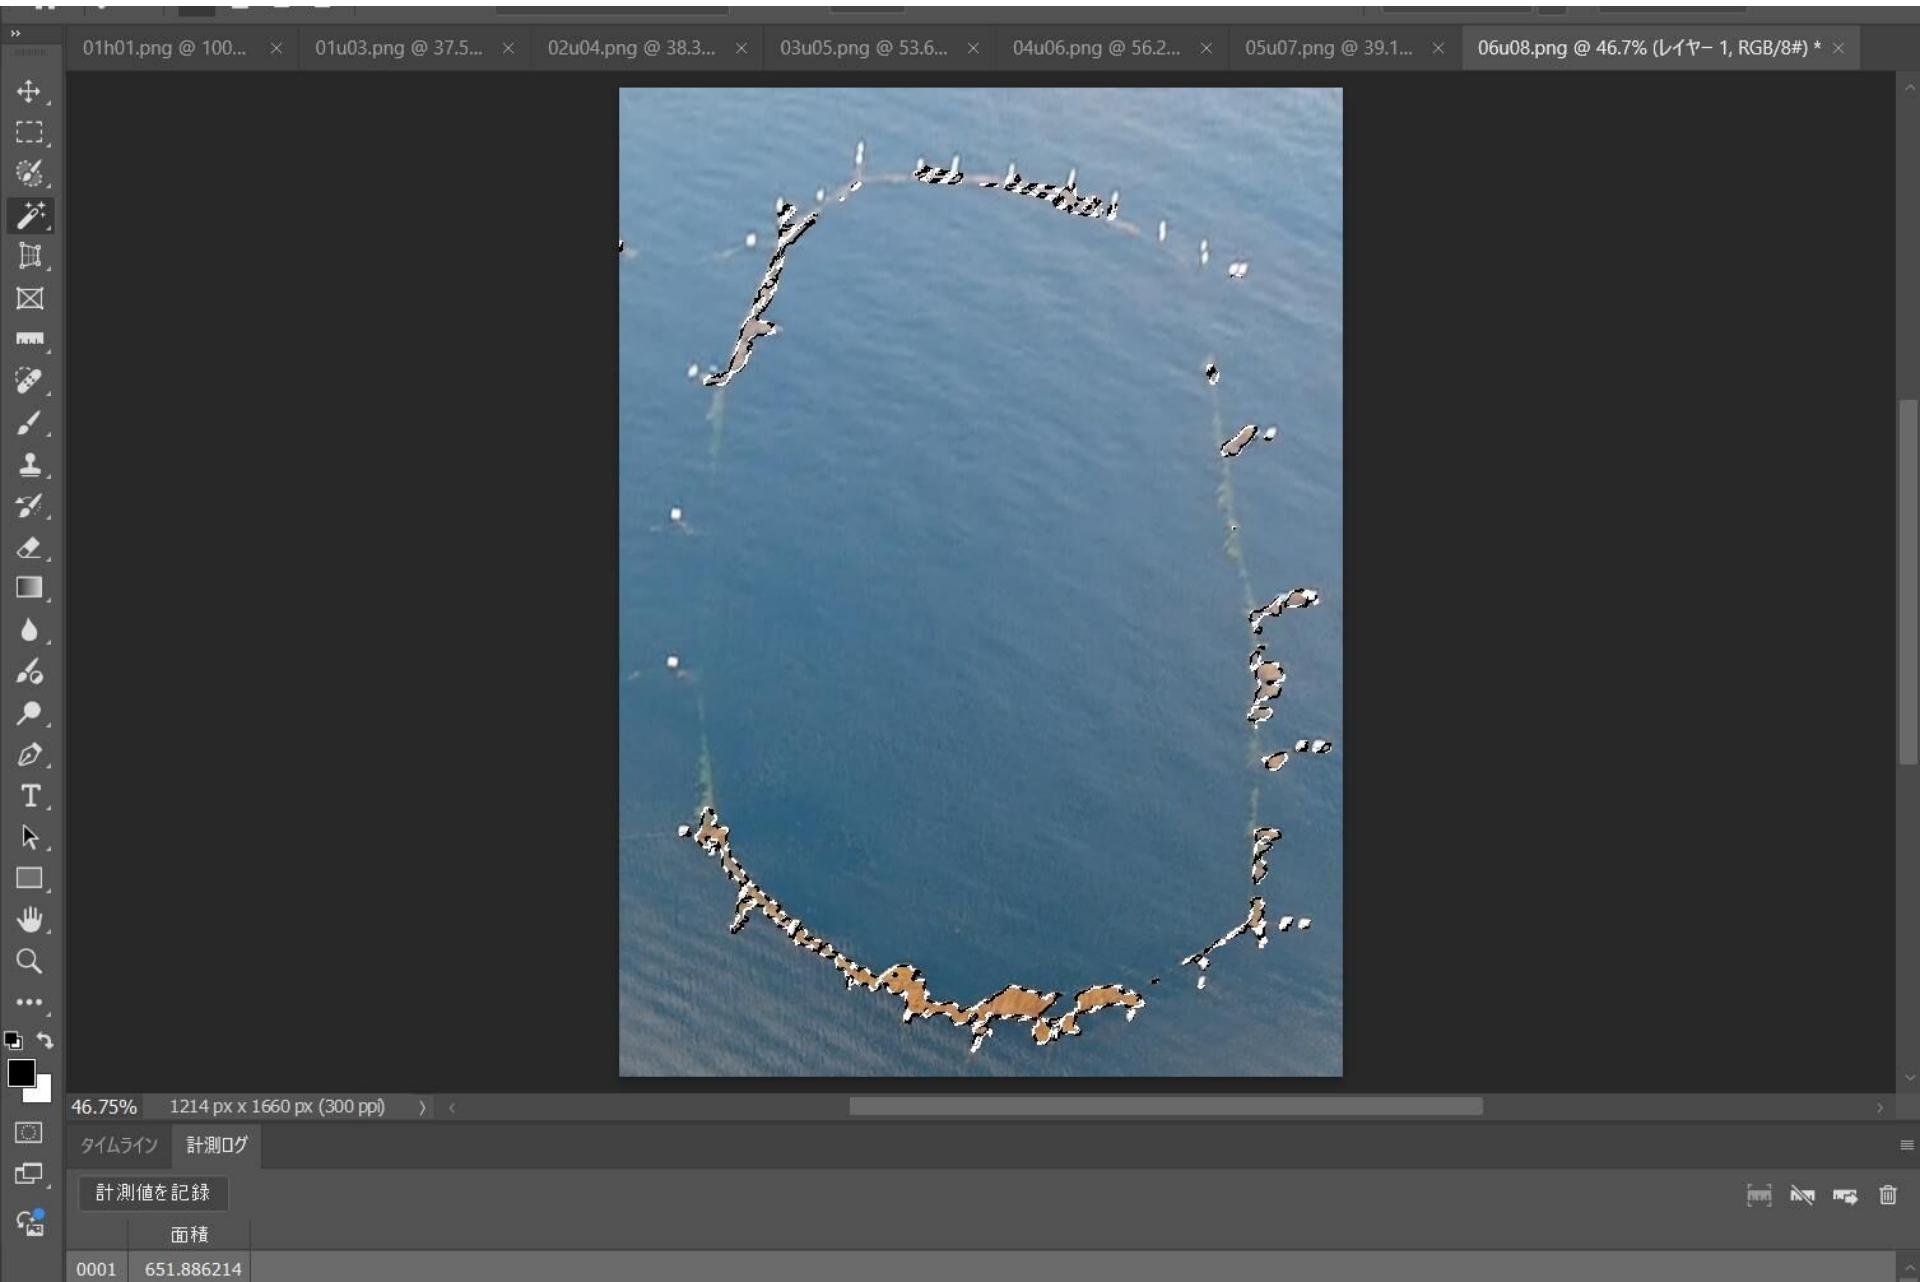 01h01.png @ 100... × 01u03.png @ 37.5... × 02u04.png @ 38.3... × 03u05.png @ 53.6... × 04u06.png @ 56.2... × 05u07.png @ 39.1... × 06u08.png @ 46.7% (レイヤー 1, RGB/8#) * ×
46.75% 1214 px x 1660 px (300 ppi)
タイムライン 計測ログ
計測値を記録
面積
0001 651.886214